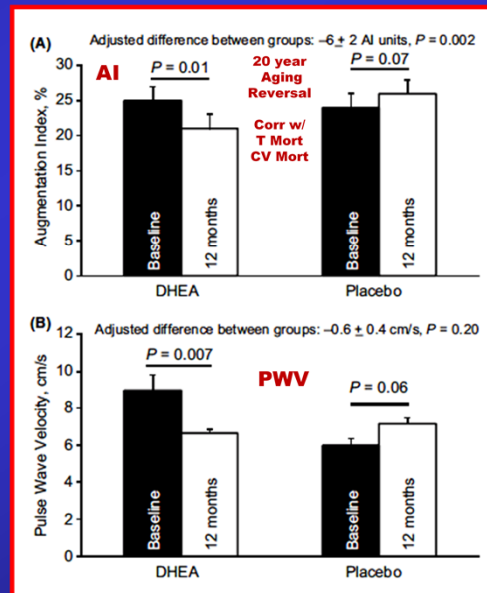 (A) Adjusted difference between groups: –6 ± 2 AI units, P = 0.002
AI
P = 0.01
20 year
Aging
Reversal
Corr w/
T Mort
CV Mort
P = 0.07
Augmentation Index, %
30
25
20
15
10
5
0
Baseline
12 months
Baseline
12 months
DHEA
Placebo
(B)
Adjusted difference between groups: –0.6 ± 0.4 cm/s, P = 0.20
P = 0.007
PWV
P = 0.06
Pulse Wave Velocity, cm/s
12
10
8
6
4
2
0
Baseline
12 months
Baseline
12 months
DHEA
Placebo